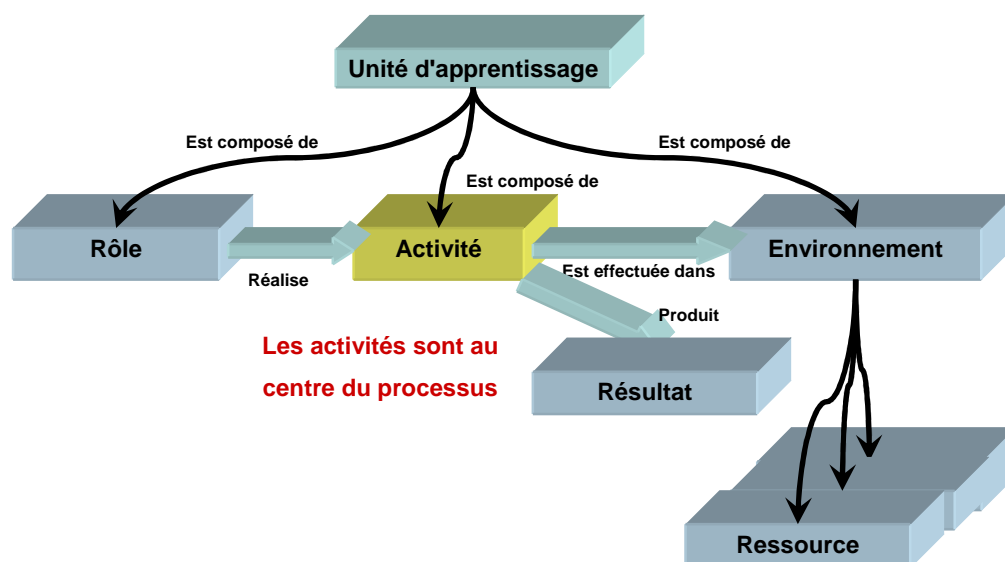 Unité d'apprentissage
Est composé de
Est composé de
Est composé de
Rôle
Activité
Environnement
Réalise
Est effectuée dans
Produit
Les activités sont au
centre du processus
Résultat
Ressource